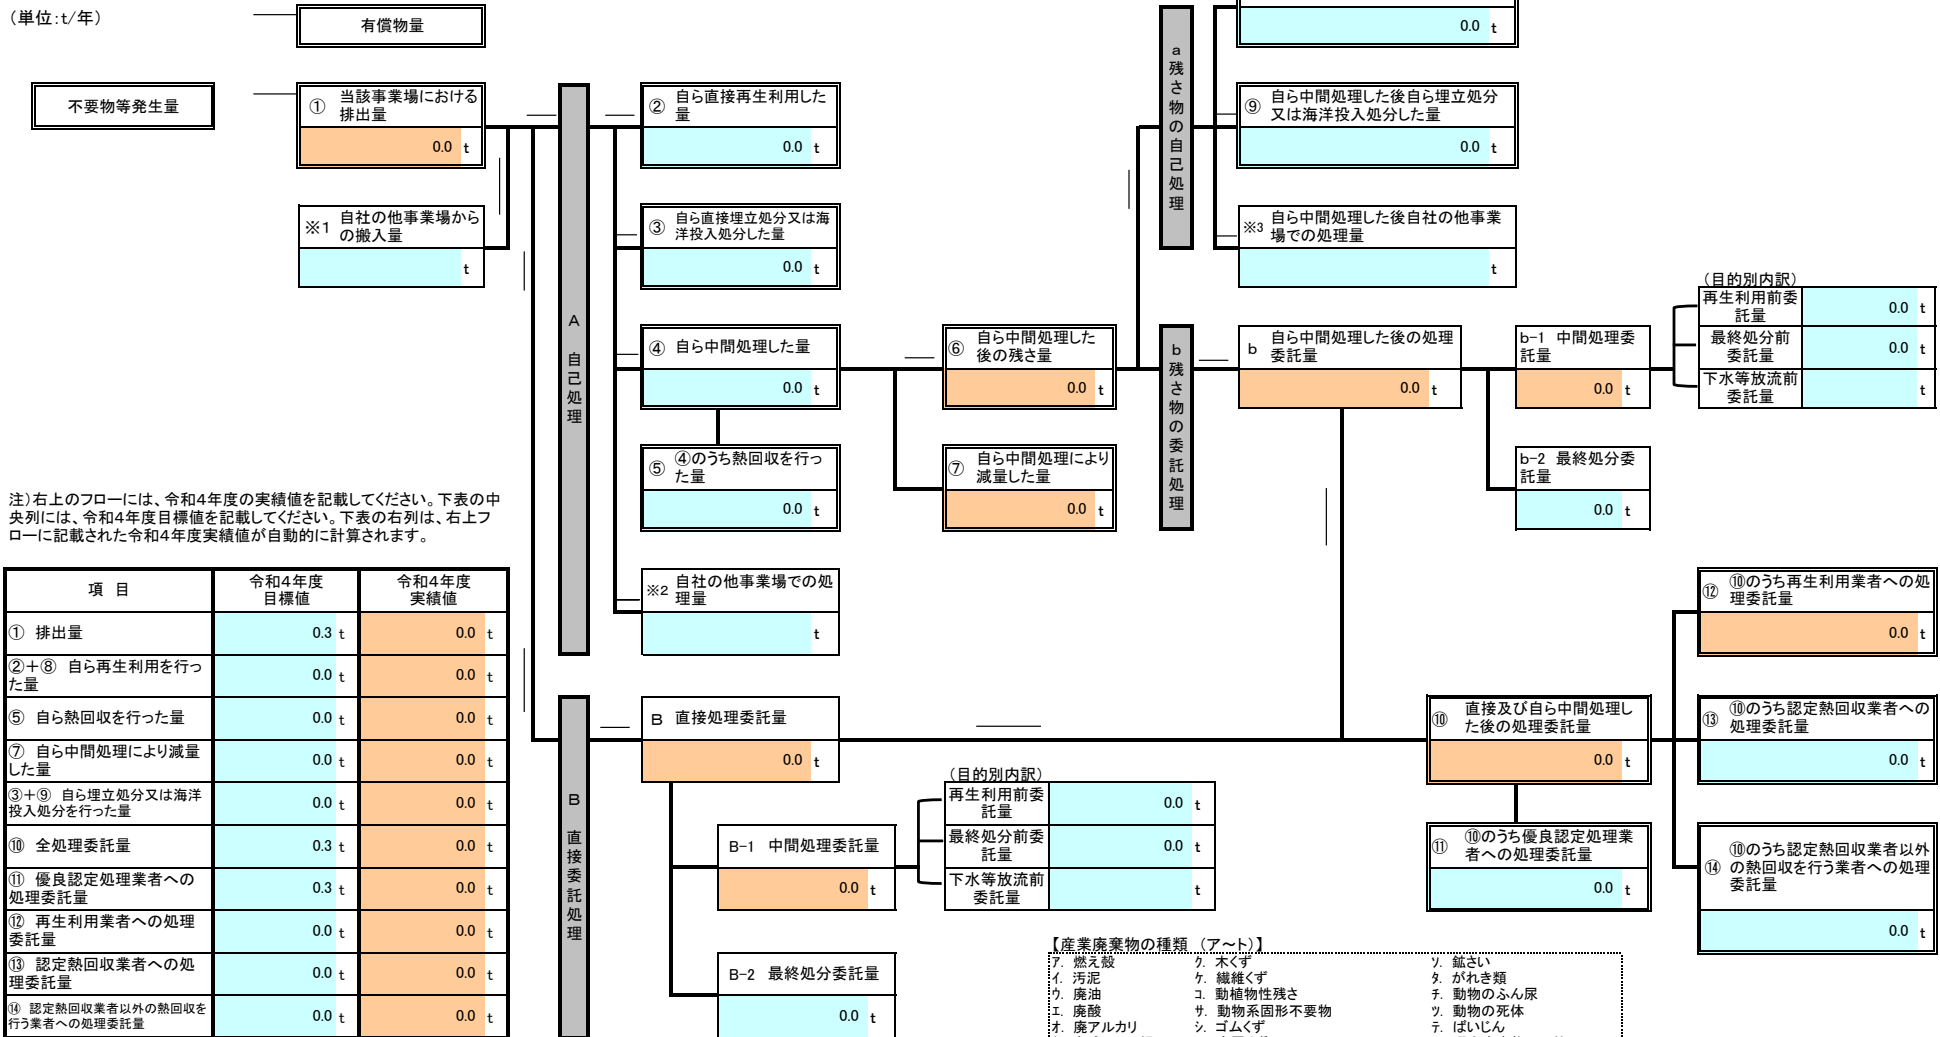 （単位：t/年）
有償物量
不要物等発生量
① 当該事業場における
排出量
0.0 t
※1 自社の他事業場から
の搬入量
t
A 自己処理
② 自ら直接再生利用した
量
0.0 t
③ 自ら直接埋立処分又は海
洋投入処分した量
0.0 t
④ 自ら中間処理した量
0.0 t
⑤ ④のうち熱回収を行っ
た量
0.0 t
※2 自社の他事業場での処
理量
t
⑥ 自ら中間処理した
後の残さ量
0.0 t
⑦ 自ら中間処理により
減量した量
0.0 t
a 残さ物の自己処理
0.0 t
⑨ 自ら中間処理した後自ら埋立処分
又は海洋投入処分した量
0.0 t
※3 自ら中間処理した後自社の他事業
場での処理量
t
b 残さ物の委託処理
b 自ら中間処理した後の処理
委託量
0.0 t
b-1 中間処理委
託量
0.0 t
b-2 最終処分委
託量
0.0 t
（目的別内訳）
再生利用前委
託量
0.0 t
最終処分前
委託量
0.0 t
下水等放流前
委託量
t
注）右上のフローには、令和4年度の実績値を記載してください。下表の中
央列には、令和4年度目標値を記載してください。下表の右列は、右上フ
ローに記載された令和4年度実績値が自動的に計算されます。
項 目 令和4年度 令和4年度
目標値 実績値
① 排出量 0.3 t 0.0 t
②＋⑧ 自ら再生利用を行っ
た量 0.0 t 0.0 t
⑤ 自ら熱回収を行った量 0.0 t 0.0 t
⑦ 自ら中間処理により減量
した量 0.0 t 0.0 t
③＋⑨ 自ら埋立処分又は海洋
投入処分を行った量 0.0 t 0.0 t
⑩ 全処理委託量 0.3 t 0.0 t
⑪ 優良認定処理業者への
処理委託量 0.3 t 0.0 t
⑫ 再生利用業者への処理
委託量 0.0 t 0.0 t
⑬ 認定熱回収業者への処
理委託量 0.0 t 0.0 t
⑭ 認定熱回収業者以外の熱回収を
行う業者への処理委託量 0.0 t 0.0 t
B 直接委託処理
B 直接処理委託量
0.0 t
B-1 中間処理委託量
0.0 t
B-2 最終処分委託量
0.0 t
（目的別内訳）
再生利用前委
託量
0.0 t
最終処分前委
託量
0.0 t
下水等放流前
委託量
t
⑩ 直接及び自ら中間処理し
た後の処理委託量
0.0 t
⑪ ⑩のうち優良認定処理業
者への処理委託量
0.0 t
⑫ ⑩のうち再生利用業者への処
理委託量
0.0 t
⑬ ⑩のうち認定熱回収業者への
処理委託量
0.0 t
⑭ ⑩のうち認定熱回収業者以外
の熱回収を行う業者への処理
委託量
0.0 t
【産業廃棄物の種類 （ア～ト）】
ア. 燃え殻 ク. 木くず ソ. 鉱さい
イ. 汚泥 ケ. 繊維くず タ. がれき類
ウ. 廃油 コ. 動植物性残さ チ. 動物のふん尿
エ. 廃酸 サ. 動物系固形不要物 ツ. 動物の死体
オ. 廃アルカリ シ. ゴムくず テ. ばいじん